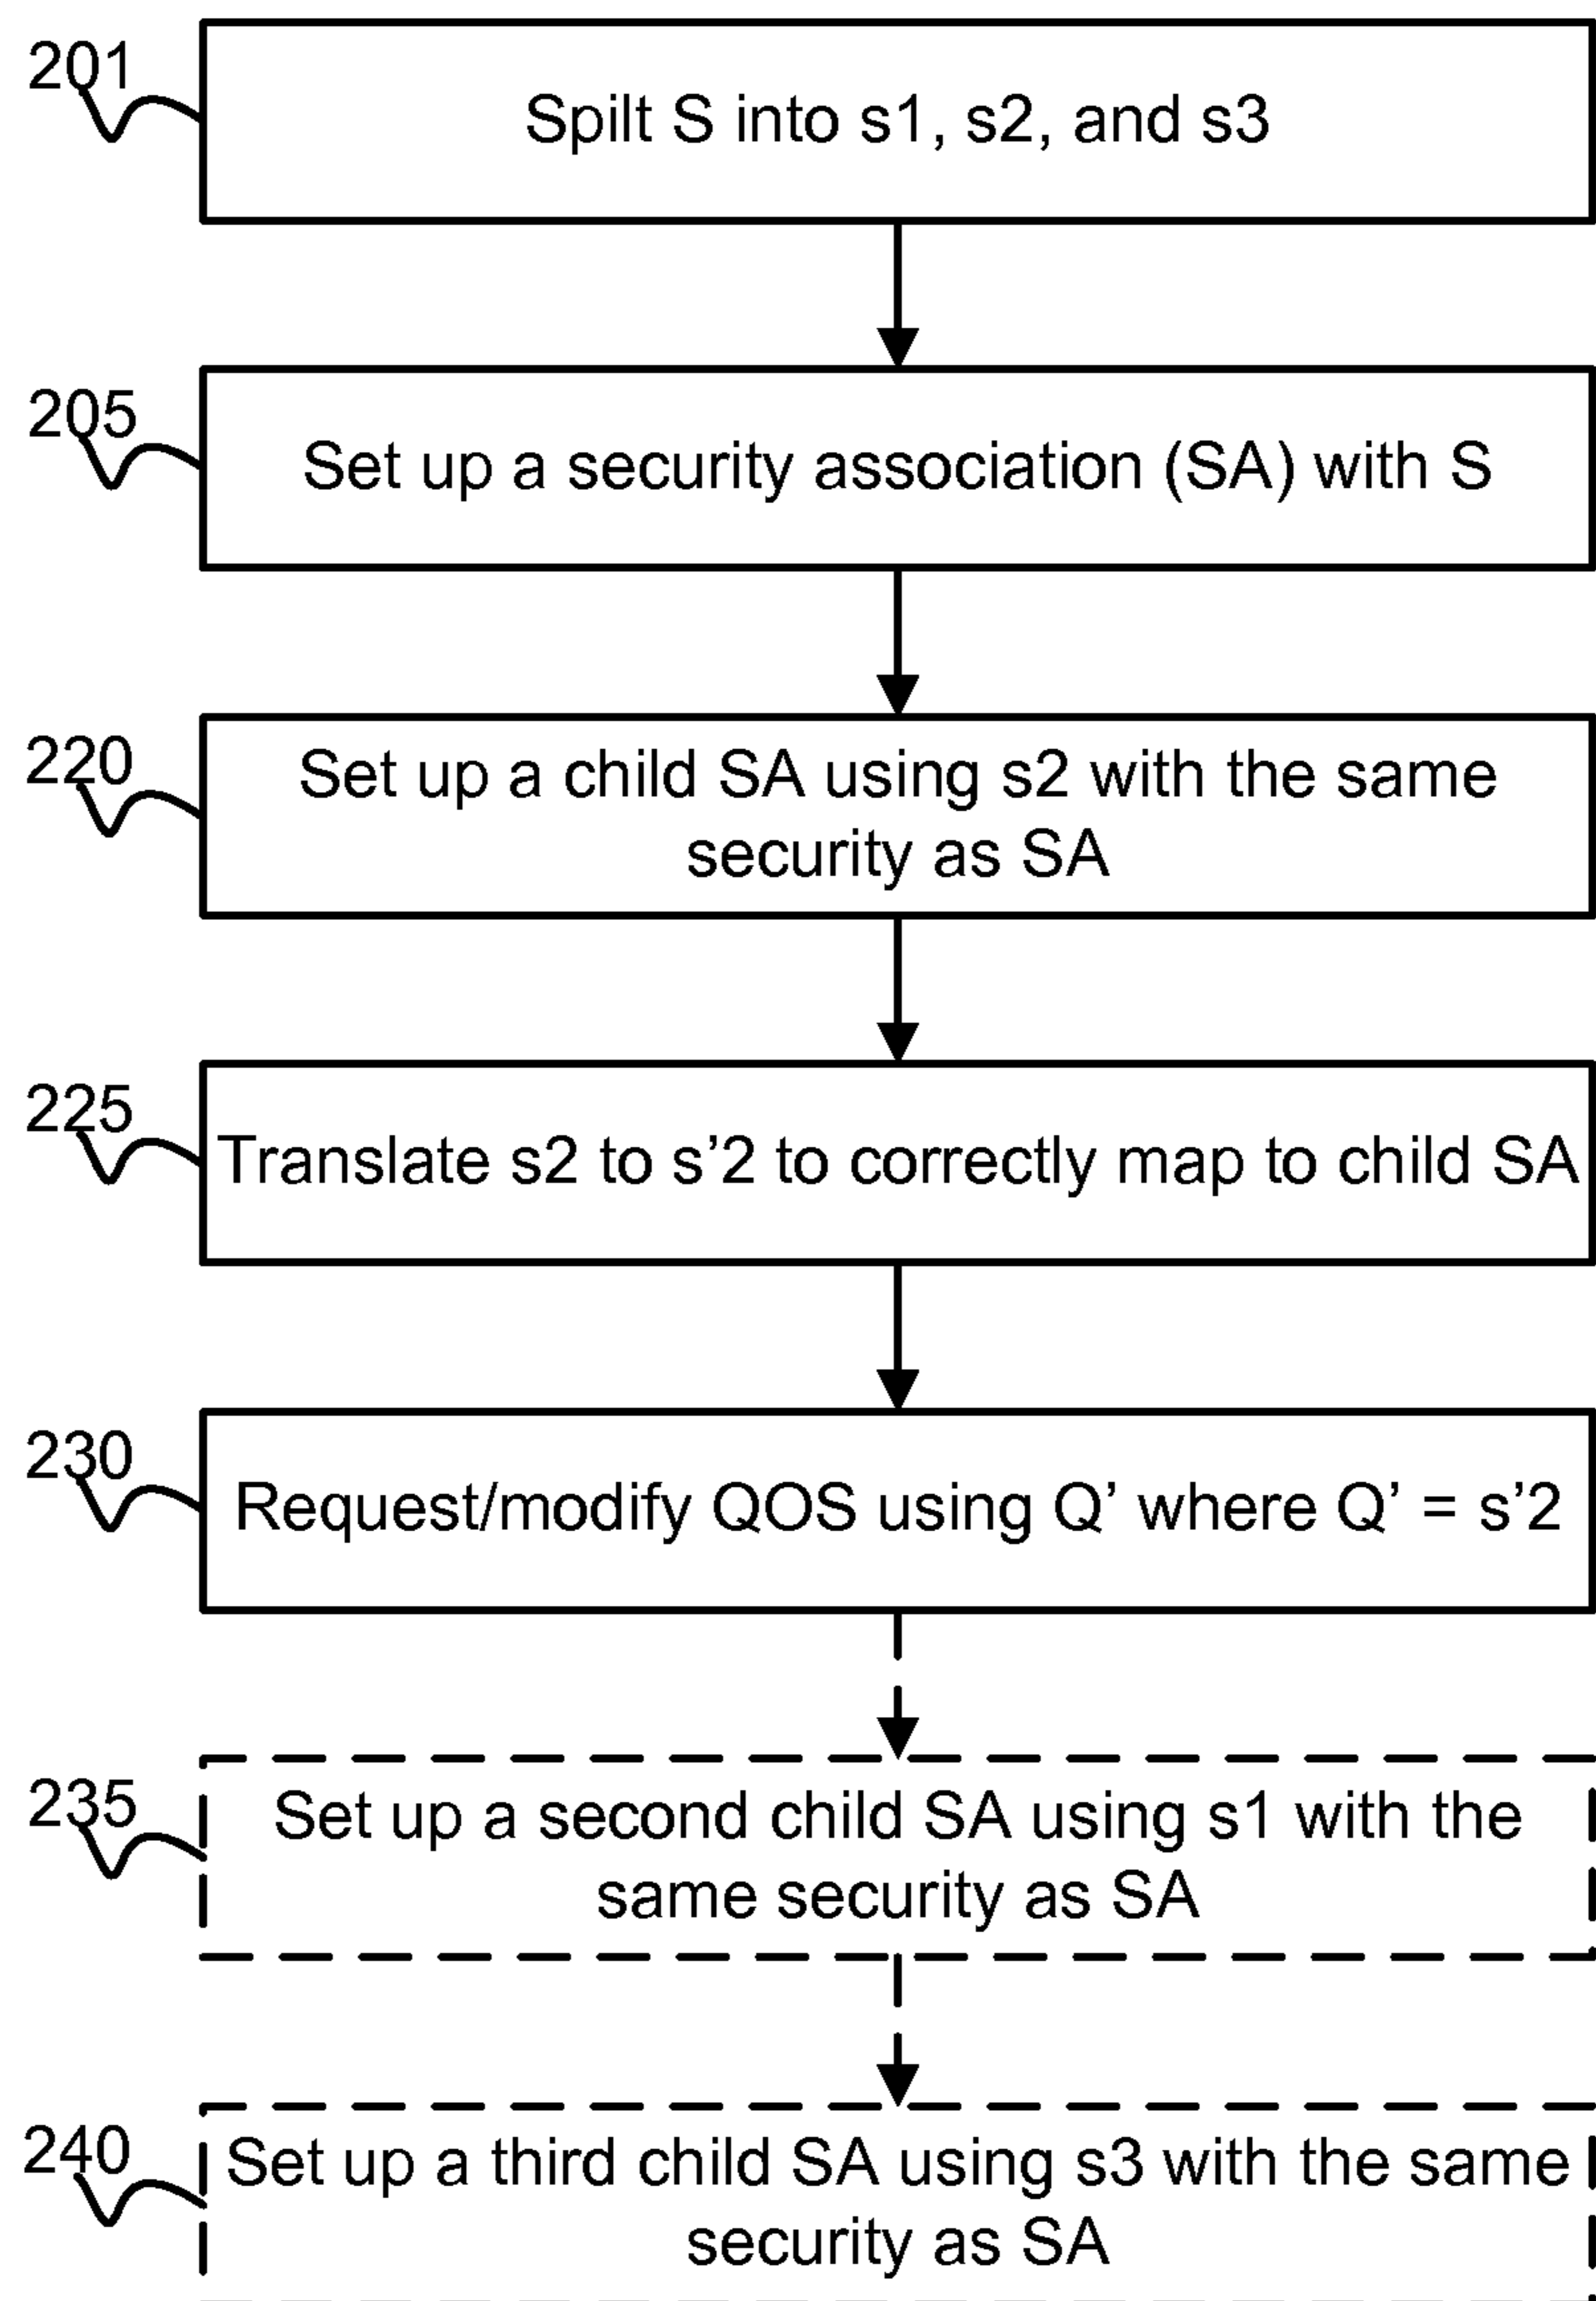 201
Spilt S into s1, s2, and s3
205
Set up a security association (SA) with S
220
Set up a child SA using s2 with the same
security as SA
225
Translate s2 to s’2 to correctly map to child SA
230
Request/modify QOS using Q’ where Q’ = s’2
235
Set up a second child SA using s1 with the
same security as SA
240
Set up a third child SA using s3 with the same
security as SA